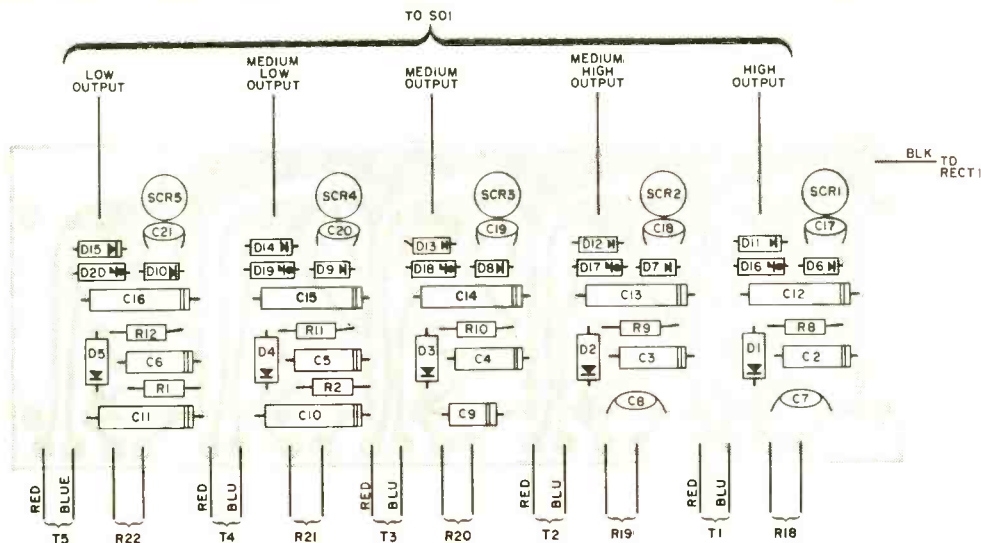 TO SO1
LOW OUTPUT
MEDIUM LOW OUTPUT
MEDIUM OUTPUT
MEDIUM HIGH OUTPUT
HIGH OUTPUT
BLK TO RECT 1
SCR5 SCR4 SCR3 SCR2 SCR1
C21 C20 C19 C18 C17
D15 D14 D13 D12 D11
D20 D10 D19 D9 D18 D8 D17 D7 D16 D6
C16 C15 C14 C13 C12
R12 R11 R10 R9 R8
D5 C6 D4 C5 D3 C4 D2 C3 D1 C2
R1 R2
C11 C10 C9 C8 C7
RED BLUE RED BLU RED BLU RED BLU RED BLU
T5 R22 T4 R21 T3 R20 T2 R19 T1 R18